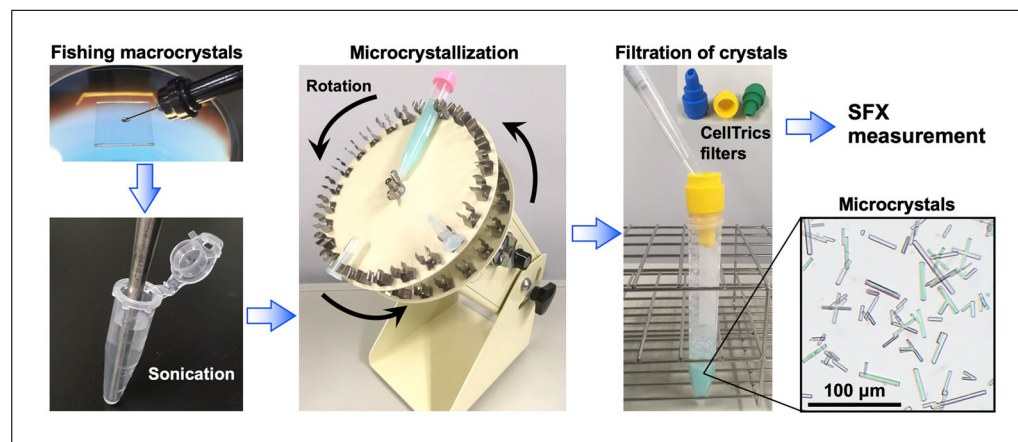 Fishing macrocrystals
Sonication
Microcrystallization
Rotation
Filtration of crystals
CellTrics
filters
SFX
measurement
Microcrystals
100 µm